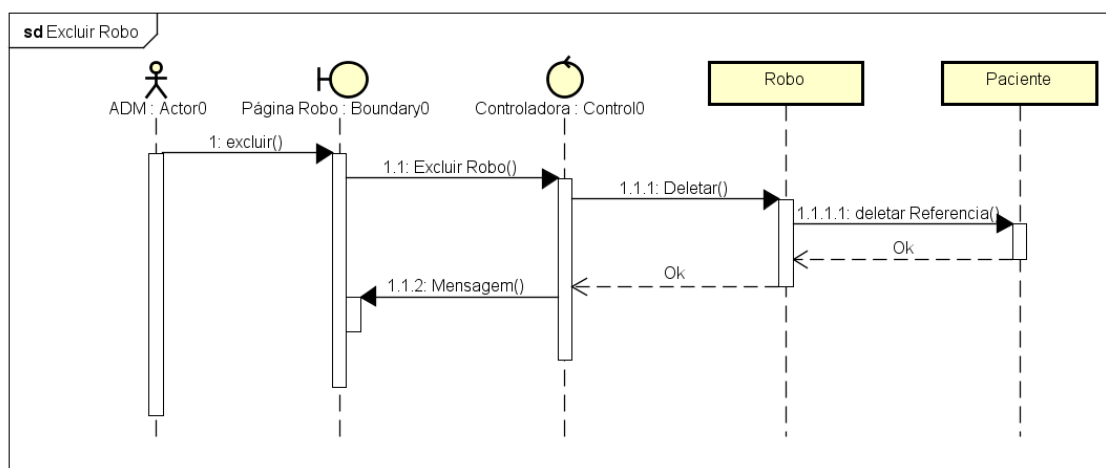 sd Excluir Robo
ADM : Actor0
Página Robo : Boundary0
Controladora : Control0
Robo
Paciente
1: excluir()
1.1: Excluir Robo()
1.1.1: Deletar()
1.1.1.1: deletar Referencia()
Ok
Ok
1.1.2: Mensagem()